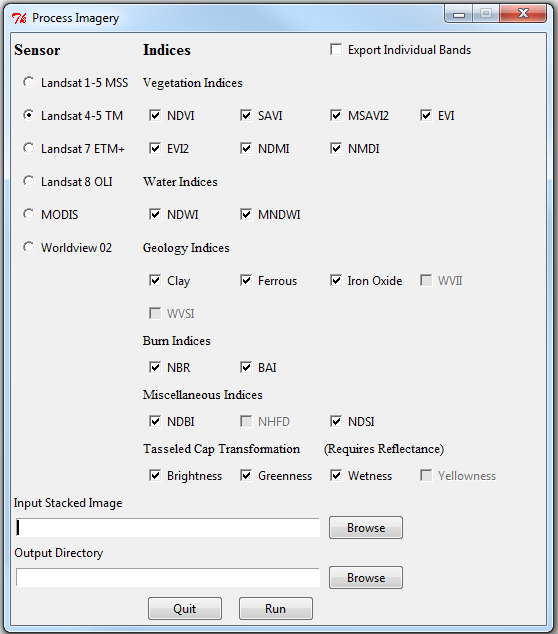 Process Imagery
Sensor Indices Export Individual Bands
Landsat 1-5 MSS Vegetation Indices
Landsat 4-5 TM NDVI SAVI MSAVI2 EVI
Landsat 7 ETM+ EVI2 NDMI NMDI
Landsat 8 OLI Water Indices
MODIS NDWI MNDWI
Worldview 02 Geology Indices
Clay Ferrous Iron Oxide WVII
WVSI
Burn Indices
NBR BAI
Miscellaneous Indices
NDBI NHFD NDSI
Tasseled Cap Transformation (Requires Reflectance)
Brightness Greenness Wetness Yellowness
Input Stacked Image
Browse
Output Directory
Browse
Quit Run